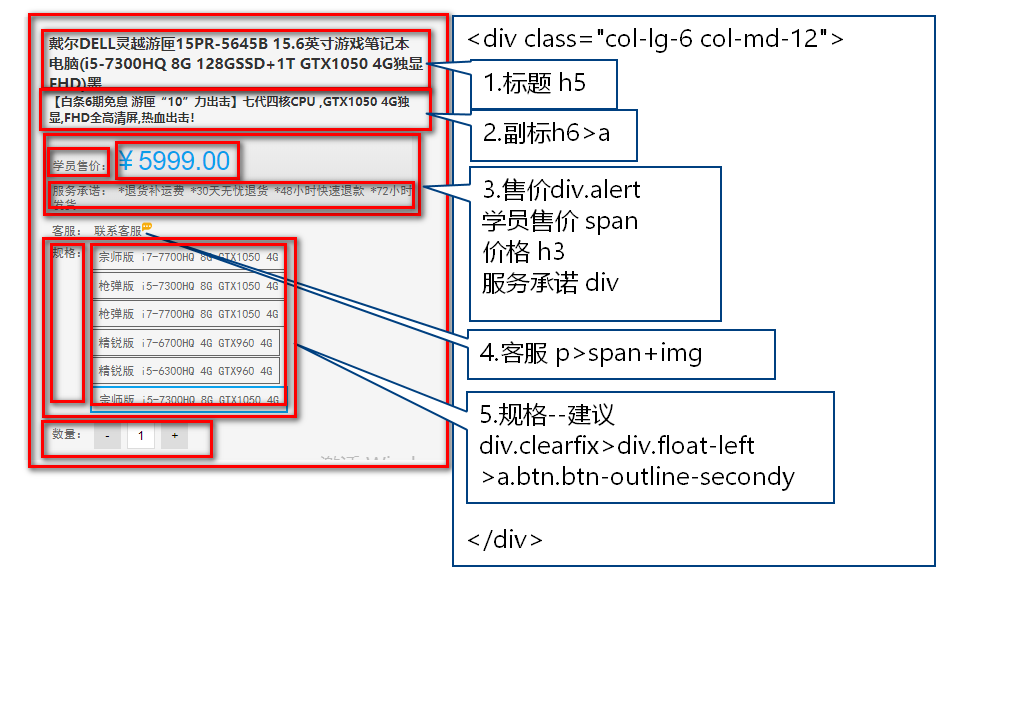 戴尔DELL灵越游匣15PR-5645B 15.6英寸游戏笔记本
电脑(i5-7300HQ 8G 128GSSD+1T GTX1050 4G独显
FHD)黑
【白条6期免息 游匣“10”力出击】七代四核CPU ,GTX1050 4G独
显,FHD全高清屏,热血出击!
学员售价: ¥5999.00
服务承诺: *退货补运费 *30天无忧退货 *48小时快速退款 *72小时
发货
客服: 联系客服
规格:
宗师版 i7-7700HQ 8G GTX1050 4G
枪弹版 i5-7300HQ 8G GTX1050 4G
枪弹版 i7-7700HQ 8G GTX1050 4G
精锐版 i7-6700HQ 4G GTX960 4G
精锐版 i5-6300HQ 4G GTX960 4G
宗师版 i5-7300HQ 8G GTX1050 4G
数量: - 1 +
<div class="col-lg-6 col-md-12">
1.标题 h5
2.副标h6>a
3.售价div.alert
学员售价 span
价格 h3
服务承诺 div
4.客服 p>span+img
5.规格--建议
div.clearfix>div.float-left
>a.btn.btn-outline-secondy
</div>